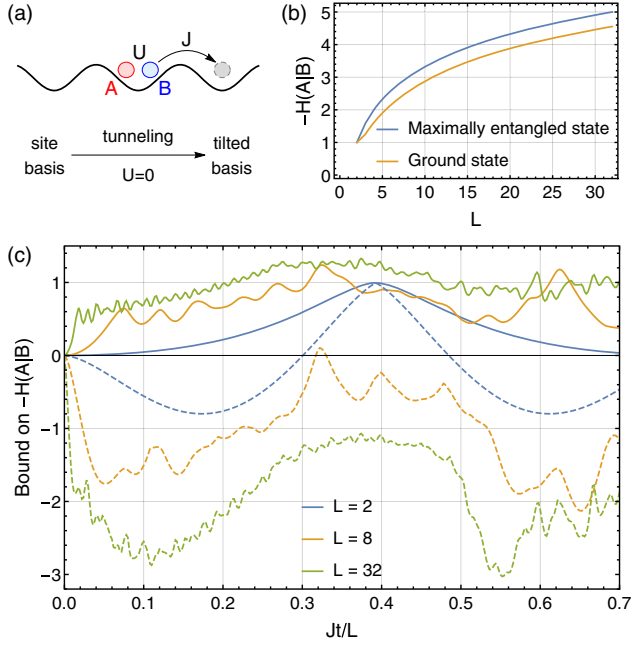 (a)
U
J
A
B
site
basis
tunneling
U=0
tilted
basis
(b)
−H(A|B)
5
4
3
2
1
0
Maximally entangled state
Ground state
0 5 10 15 20 25 30
L
(c)
Bound on −H(A|B)
1
0
−1
−2
−3
L = 2
L = 8
L = 32
0.0 0.1 0.2 0.3 0.4 0.5 0.6 0.7
Jt/L